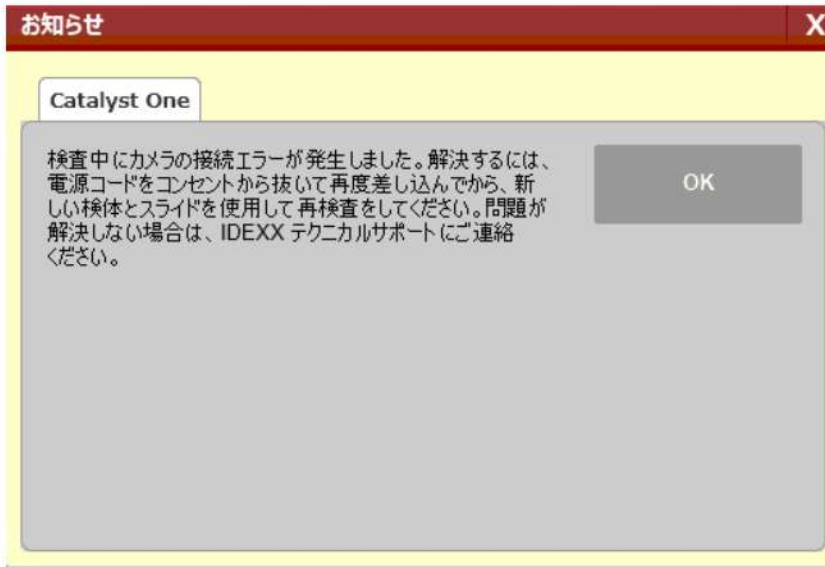 お知らせ
X
Catalyst One
検査中にカメラの接続エラーが発生しました。解決するには、
電源コードをコンセントから抜いて再度差し込んでから、新
しい検体とスライドを使用して再検査をしてください。問題が
解決しない場合は、IDEXX テクニカルサポートにご連絡
ください。
OK